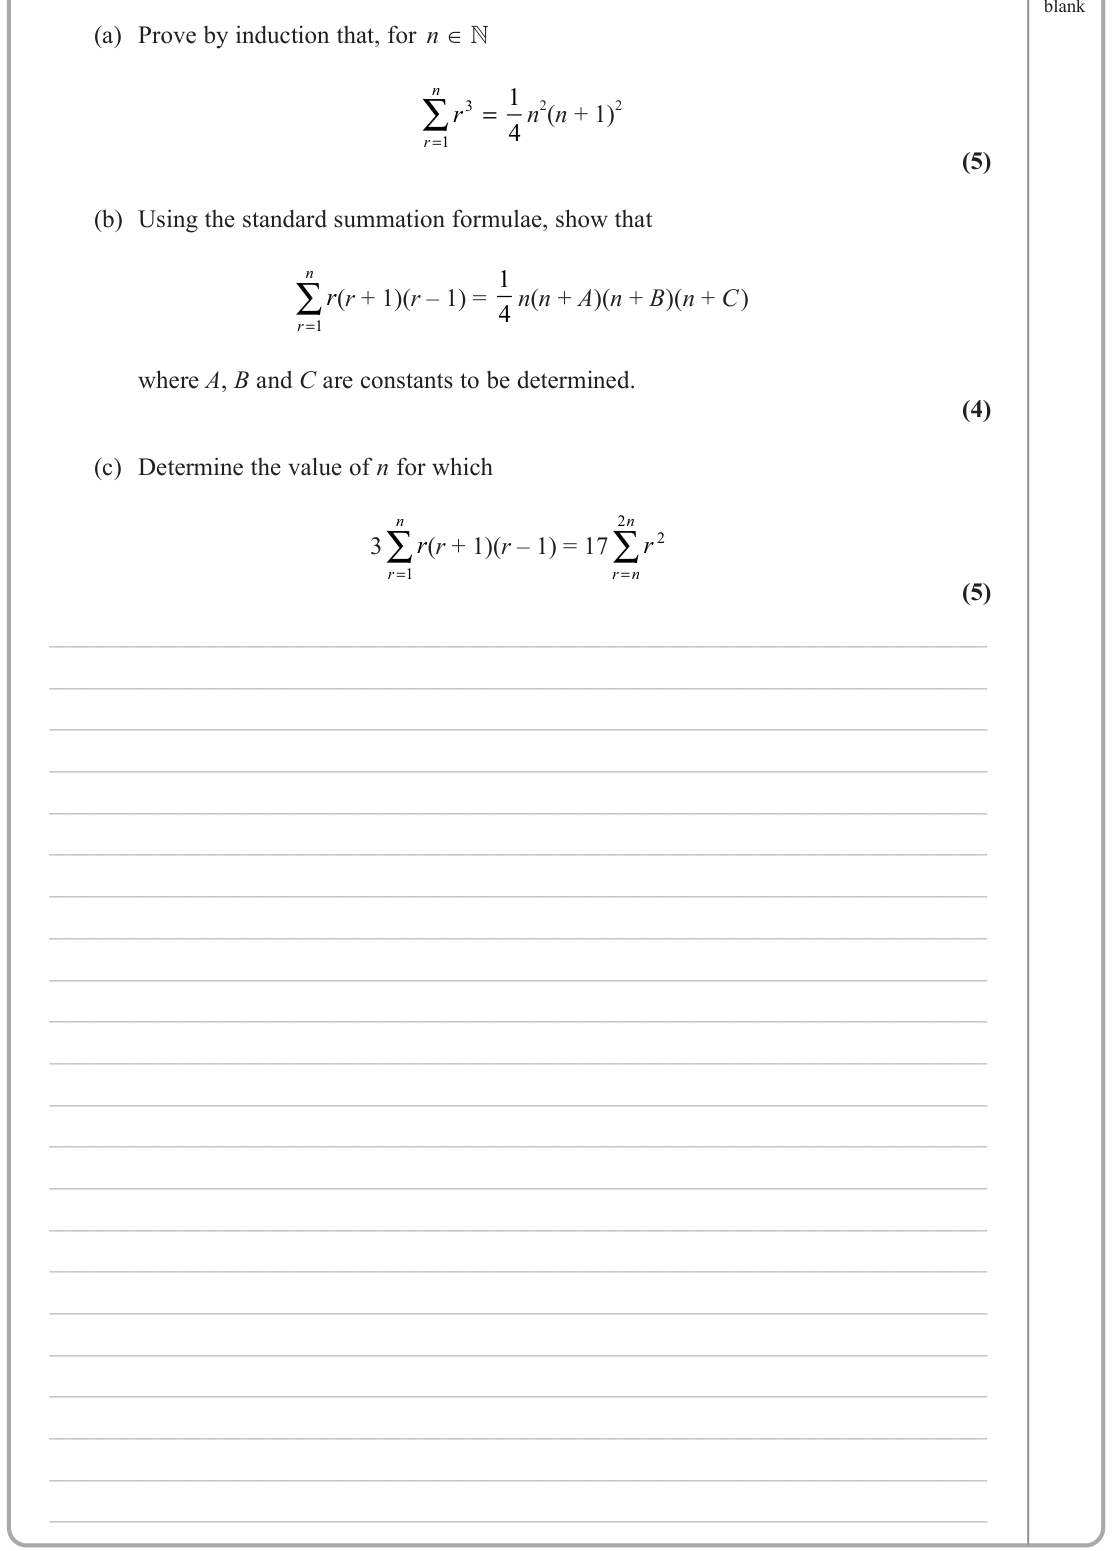 blank
(a) Prove by induction that, for n ∈ ℕ
∑_{r=1}^{n} r³ = 1/4 n²(n + 1)²
(5)
(b) Using the standard summation formulae, show that
∑_{r=1}^{n} r(r + 1)(r – 1) = 1/4 n(n + A)(n + B)(n + C)
where A, B and C are constants to be determined.
(4)
(c) Determine the value of n for which
3 ∑_{r=1}^{n} r(r + 1)(r – 1) = 17 ∑_{r=n}^{2n} r²
(5)